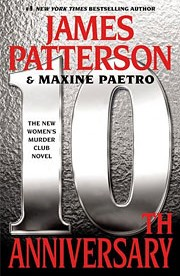 #1 NEW YORK TIMES BESTSELLING AUTHOR
JAMES
PATTERSON
& MAXINE PAETRO
THE NEW
WOMEN'S
MURDER
CLUB
NOVEL
10
TH
ANNIVERSARY